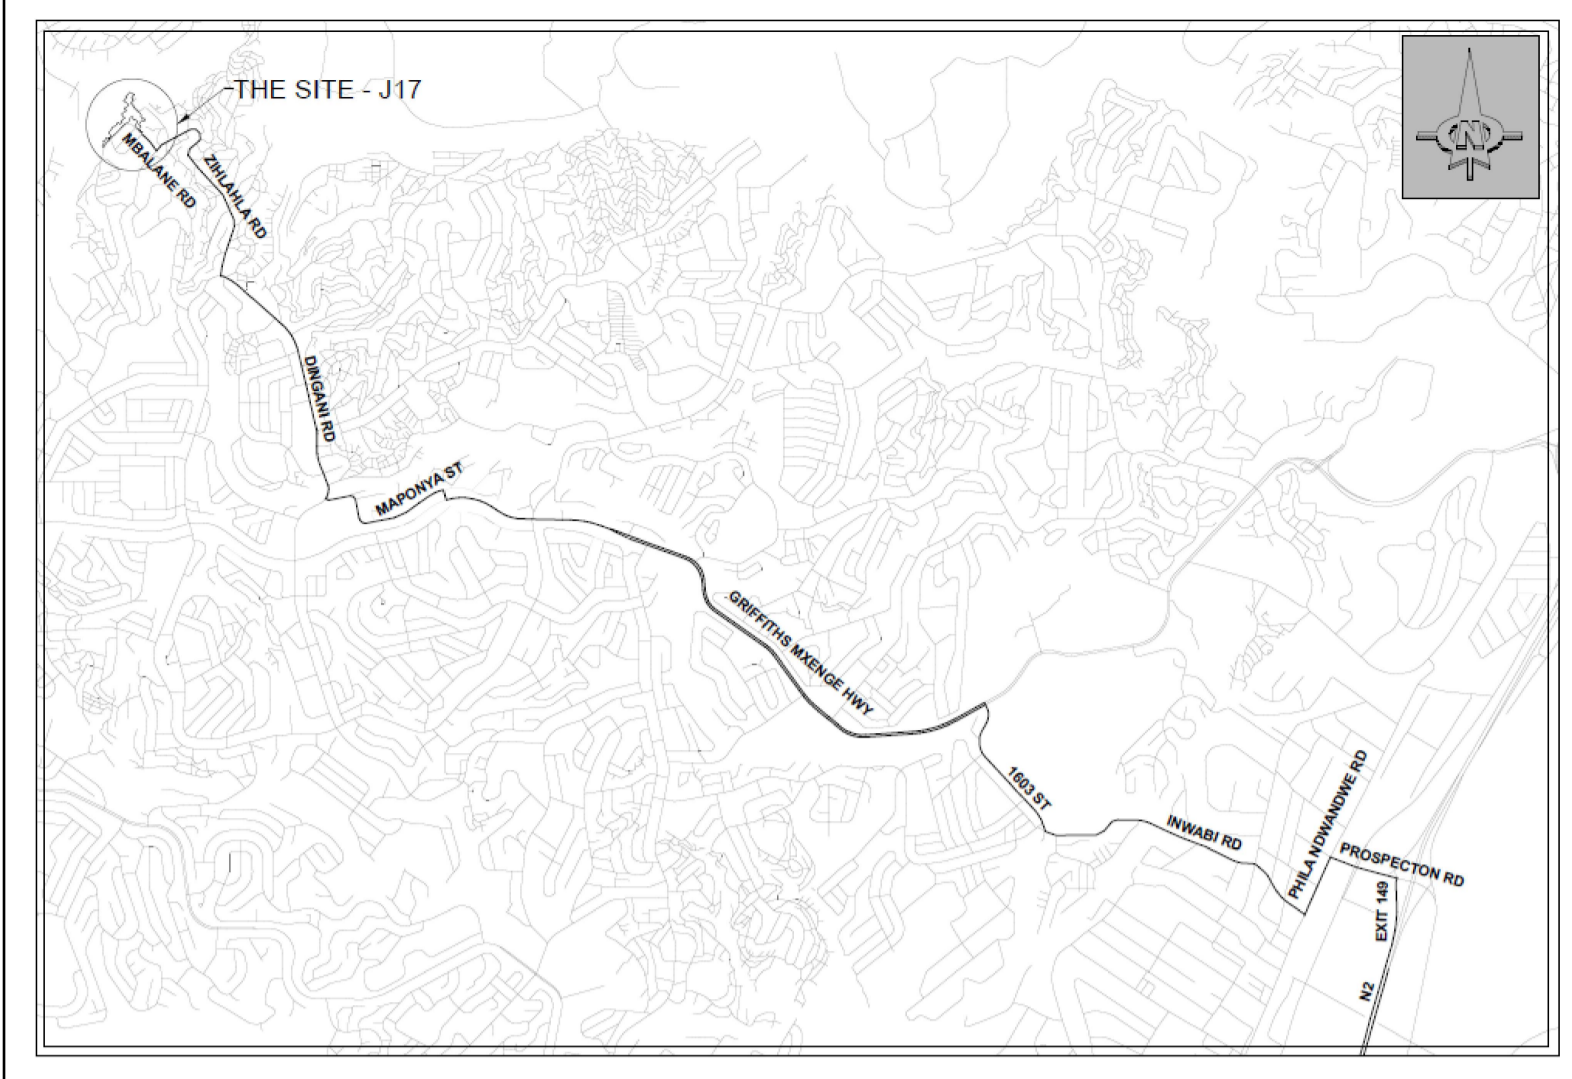 THE SITE - J17
N
MBALANE RD
ZIHLAHLA RD
DINGANI RD
MAPONYA ST
GRIFFITHS MXENGE HWY
1603 ST
INWABI RD
PHILA NDWANDWE RD
PROSPECTON RD
EXIT 149
N2